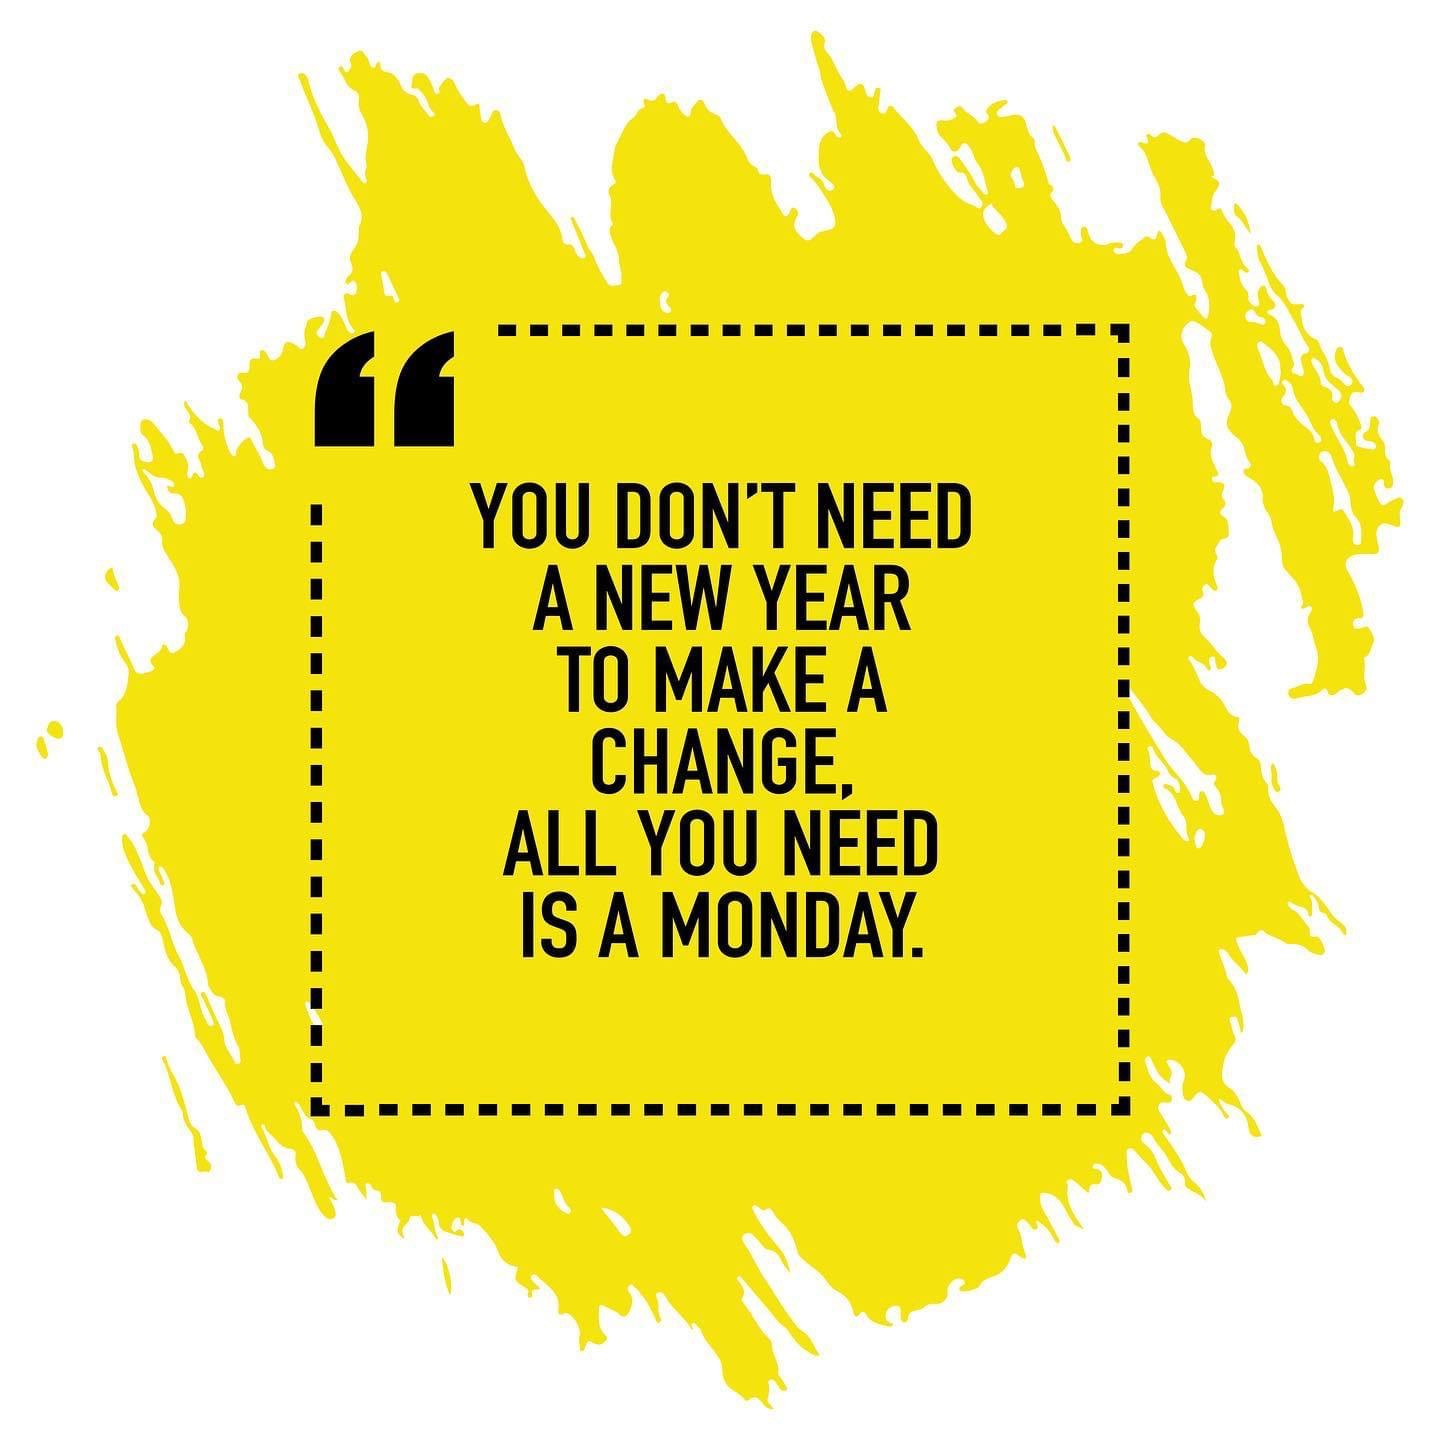 “
YOU DON'T NEED
A NEW YEAR
TO MAKE A
CHANGE,
ALL YOU NEED
IS A MONDAY.